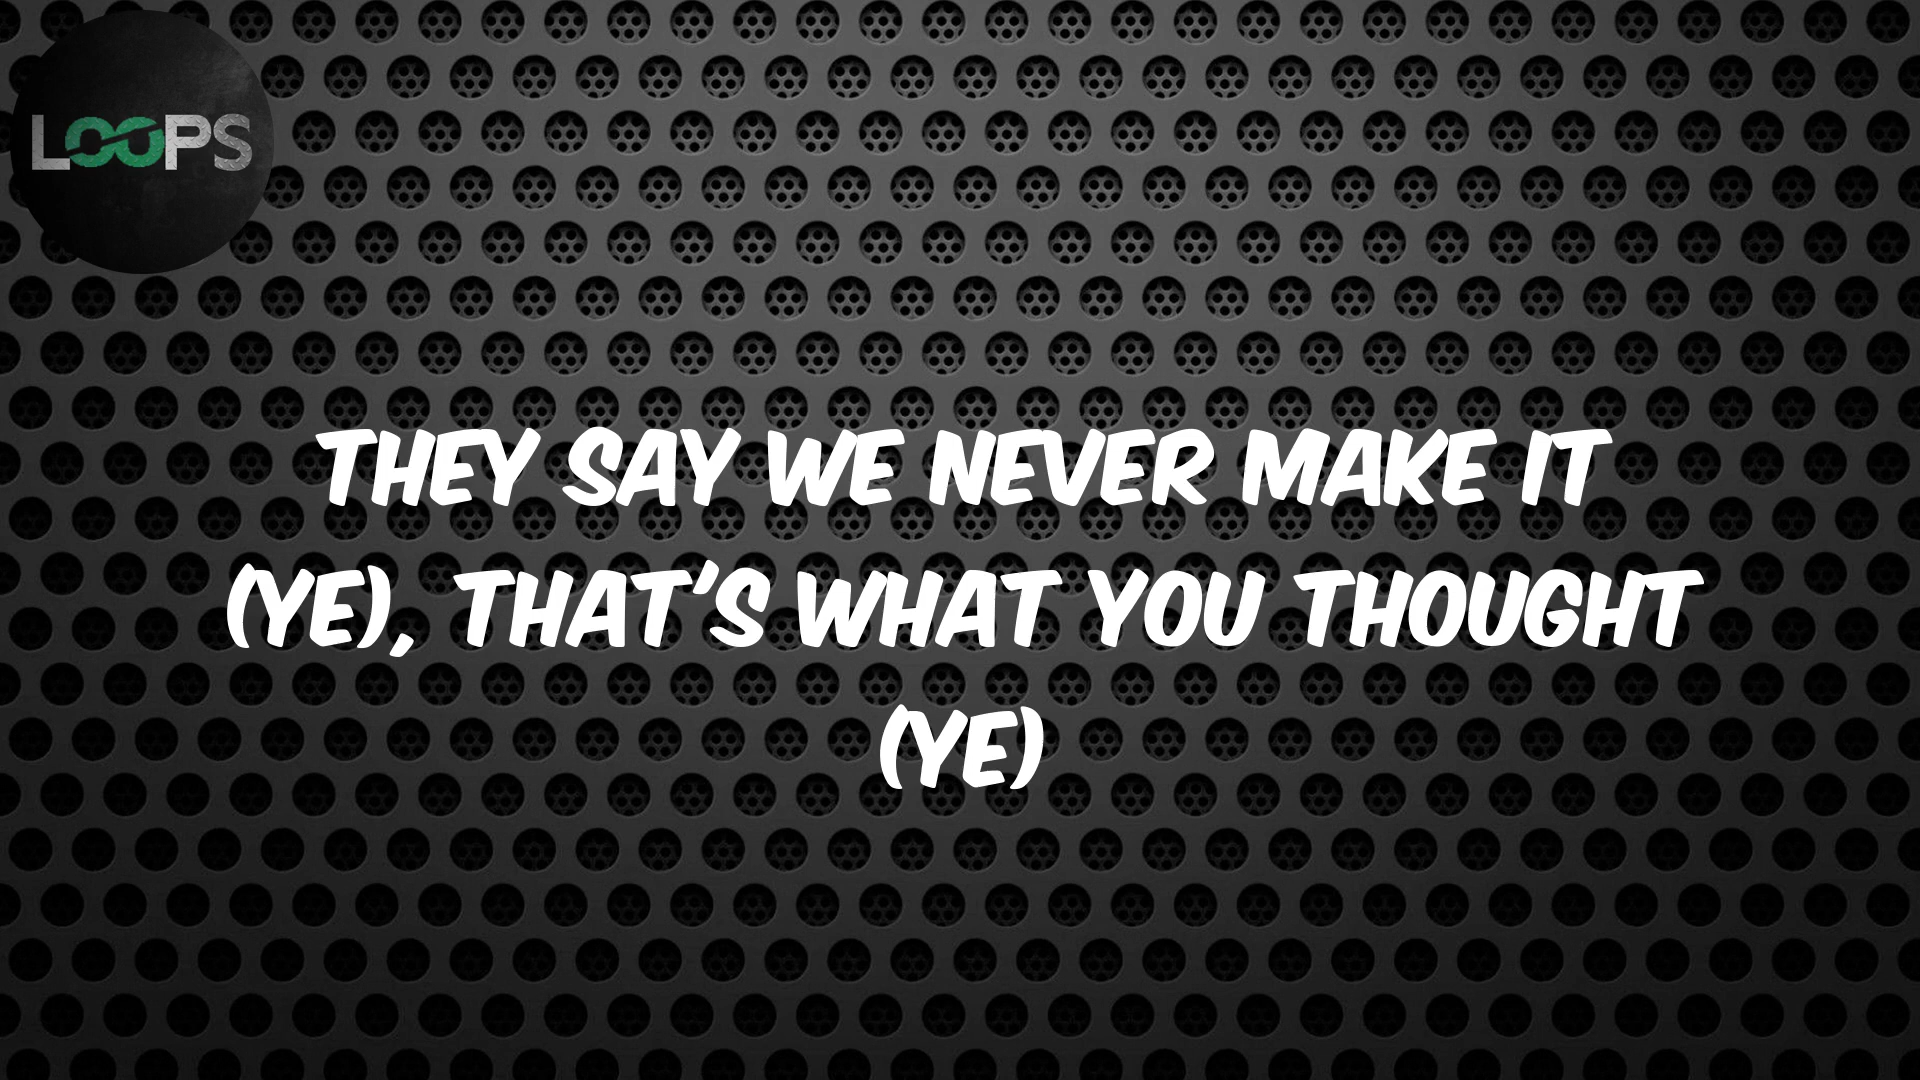 LOOPS
THEY SAY WE NEVER MAKE IT
(YE), THAT'S WHAT YOU THOUGHT
(YE)